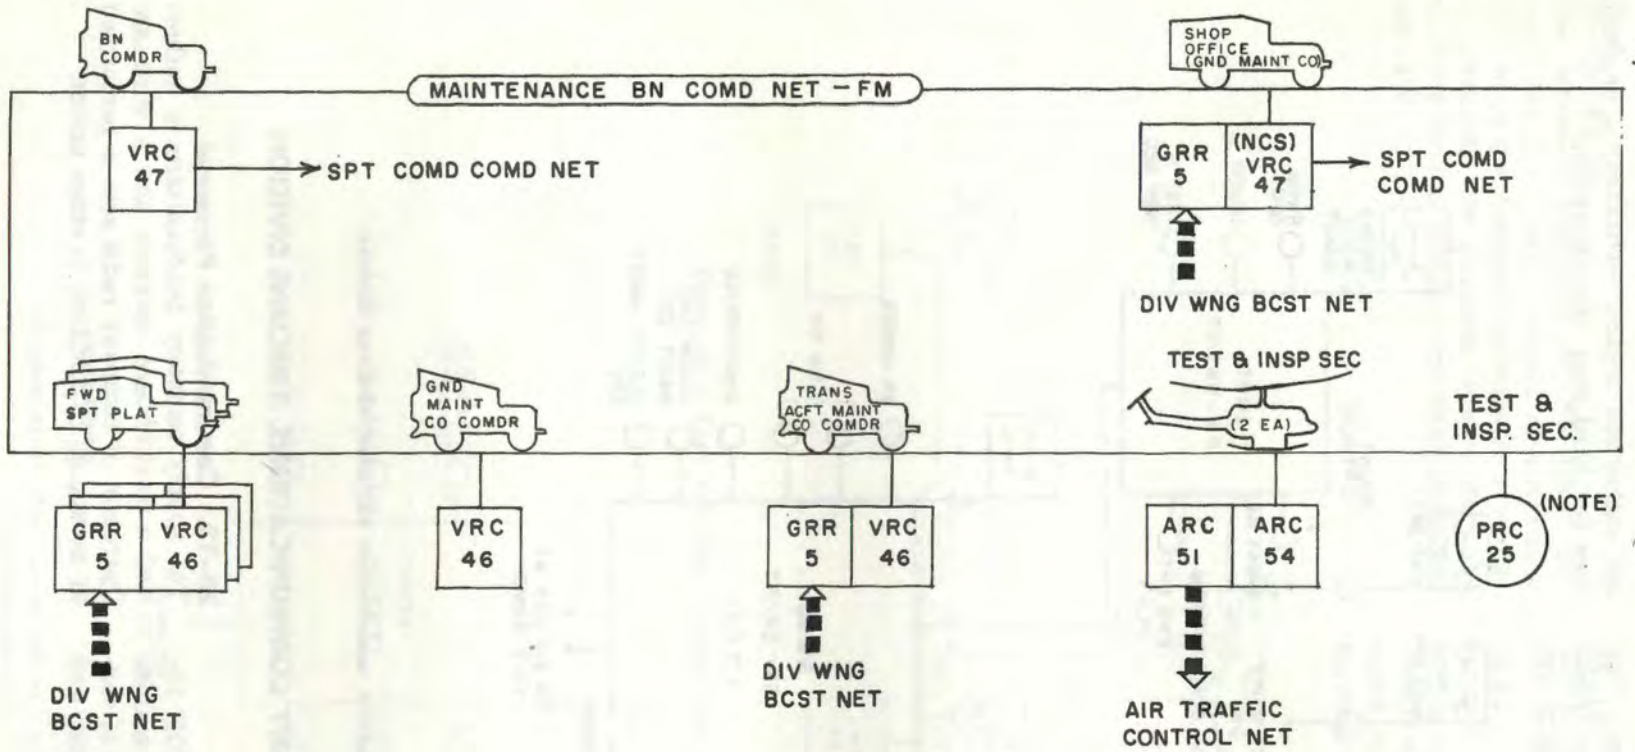 BN
COMDR
MAINTENANCE BN COMD NET - FM
SHOP
OFFICE
(GND MAINT CO)
VRC
47
SPT COMD COMD NET
GRR
5
(NCS)
VRC
47
SPT COMD
COMD NET
DIV WNG BCST NET
FWD
SPT PLAT
GND
MAINT
CO COMDR
TRANS
ACFT MAINT
CO COMDR
TEST & INSP SEC
(2 EA)
TEST &
INSP. SEC.
GRR
5
VRC
46
VRC
46
GRR
5
VRC
46
ARC
51
ARC
54
PRC
25
(NOTE)
DIV WNG
BCST NET
DIV WNG
BCST NET
AIR TRAFFIC
CONTROL NET